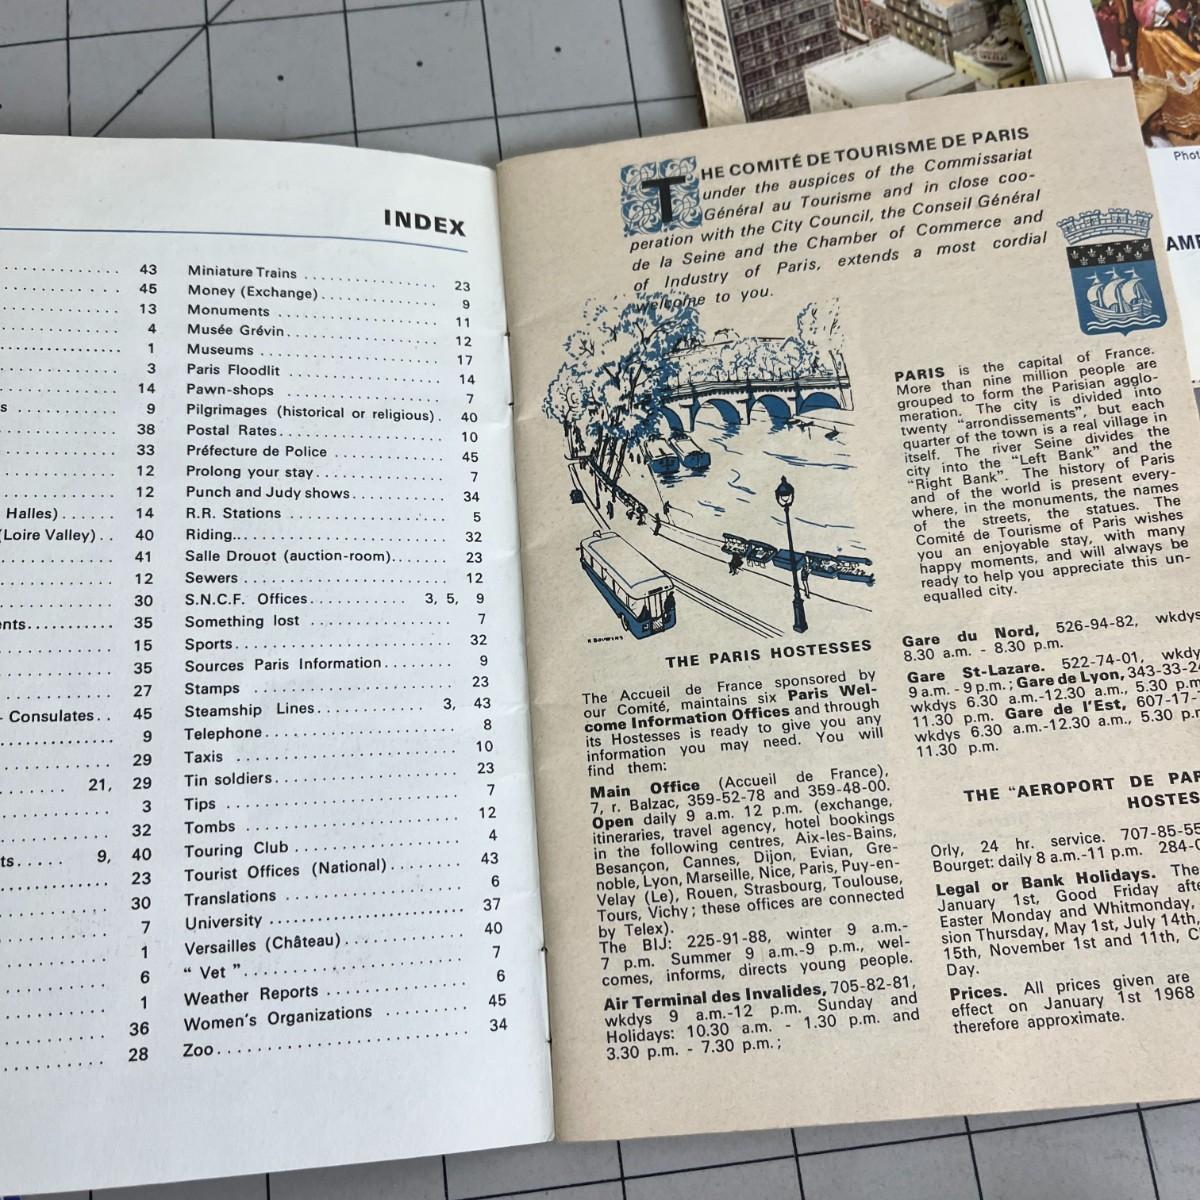 INDEX
43
45
13
4
1
3
14
s 9
38
33
12
12
Halles) 14
(Loire Valley) 40
41
12
30
ents 35
15
35
27
- Consulates 45
9
29
21, 29
3
32
ts 9, 40
23
30
7
1
6
1
36
28
Miniature Trains 23
Money (Exchange) 9
Monuments 11
Musée Grévin 12
Museums 17
Paris Floodlit 14
Pawn-shops 7
Pilgrimages (historical or religious) 40
Postal Rates 10
Préfecture de Police 45
Prolong your stay 7
Punch and Judy shows 34
R.R. Stations 5
Riding 32
Salle Drouot (auction-room) 23
Sewers 12
S.N.C.F. Offices 3, 5, 9
Something lost 7
Sports 32
Sources Paris Information 9
Stamps 23
Steamship Lines 3, 43
Telephone 8
Taxis 10
Tin soldiers 23
Tips 7
Tombs 12
Touring Club 4
Tourist Offices (National) 43
Translations 6
University 37
Versailles (Château) 40
" Vet " 7
Weather Reports 6
Women's Organizations 45
Zoo 34
THE COMITÉ DE TOURISME DE PARIS
under the auspices of the Commissariat
Général au Tourisme and in close coo-
peration with the City Council, the Conseil Général
de la Seine and the Chamber of Commerce and
of Industry of Paris, extends a most cordial
welcome to you.
THE PARIS HOSTESSES
The Accueil de France sponsored by
our Comité, maintains six Paris Wel-
come Information Offices and through
its Hostesses is ready to give you any
information you may need. You will
find them:
Main Office (Accueil de France),
7, r. Balzac, 359-52-78 and 359-48-00.
Open daily 9 a.m. 12 p.m. (exchange,
itineraries, travel agency, hotel bookings
in the following centres, Aix-les-Bains,
Besançon, Cannes, Dijon, Evian, Gre-
noble, Lyon, Marseille, Nice, Paris, Puy-en-
Velay (Le), Rouen, Strasbourg, Toulouse,
Tours, Vichy; these offices are connected
by Telex).
The BIJ: 225-91-88, winter 9 a.m.-
7 p.m. Summer 9 a.m.-9 p.m., wel-
comes, informs, directs young people.
Air Terminal des Invalides, 705-82-81,
wkdys 9 a.m.-12 p.m. Sunday and
Holidays: 10.30 a.m. - 1.30 p.m. and
3.30 p.m. - 7.30 p.m.;
PARIS is the capital of France.
More than nine million people are
grouped to form the Parisian agglo-
meration. The city is divided into
twenty "arrondissements", but each
quarter of the town is a real village in
itself. The river Seine divides the
city into the "Left Bank" and the
"Right Bank". The history of Paris
and of the world is present every-
where, in the monuments, the names
of the streets, the statues. The
Comité de Tourisme of Paris wishes
you an enjoyable stay, with many
happy moments, and will always be
ready to help you appreciate this un-
equalled city.
Gare du Nord, 526-94-82, wkdys
8.30 a.m. - 8.30 p.m.
Gare St-Lazare. 522-74-01, wkdy
9 a.m. - 9 p.m.; Gare de Lyon, 343-33-24
wkdys 6.30 a.m.-12.30 a.m., 5.30 p.m
11.30 p.m. Gare de l'Est, 607-17-
wkdys 6.30 a.m.-12.30 a.m., 5.30 p.m
11.30 p.m.
THE "AEROPORT DE PAR
HOSTES
Orly, 24 hr. service. 707-85-55
Bourget: daily 8 a.m.-11 p.m. 284-0
Legal or Bank Holidays. The
January 1st, Good Friday afte
Easter Monday and Whitmonday,
sion Thursday, May 1st, July 14th,
15th, November 1st and 11th, C
Day.
Prices. All prices given are
effect on January 1st 1968
therefore approximate.
Phot
AME